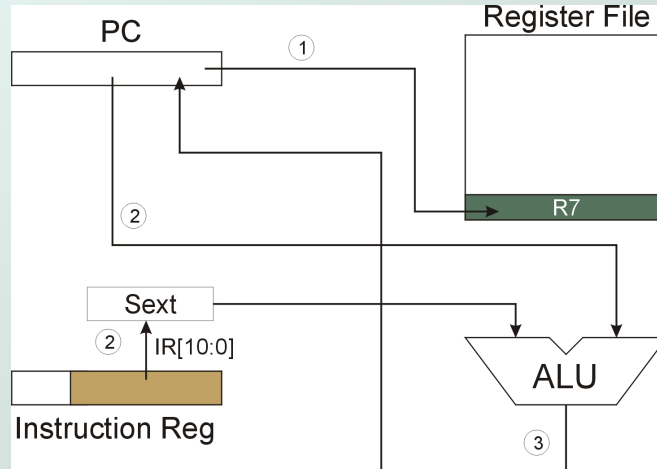 Register File
PC
1
R7
2
Sext
2
IR[10:0]
ALU
Instruction Reg
3